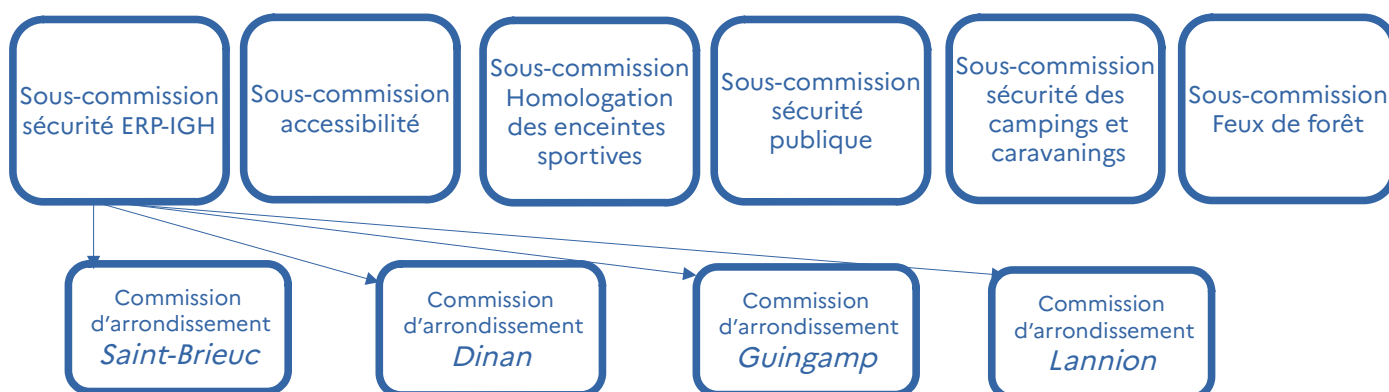 Sous-commission
sécurité ERP-IGH
Sous-commission
accessibilité
Sous-commission
Homologation
des enceintes
sportives
Sous-commission
sécurité
publique
Sous-commission
sécurité des
campings et
caravanings
Sous-commission
Feux de forêt
Commission
d’arrondissement
Saint-Brieuc
Commission
d’arrondissement
Dinan
Commission
d’arrondissement
Guingamp
Commission
d’arrondissement
Lannion